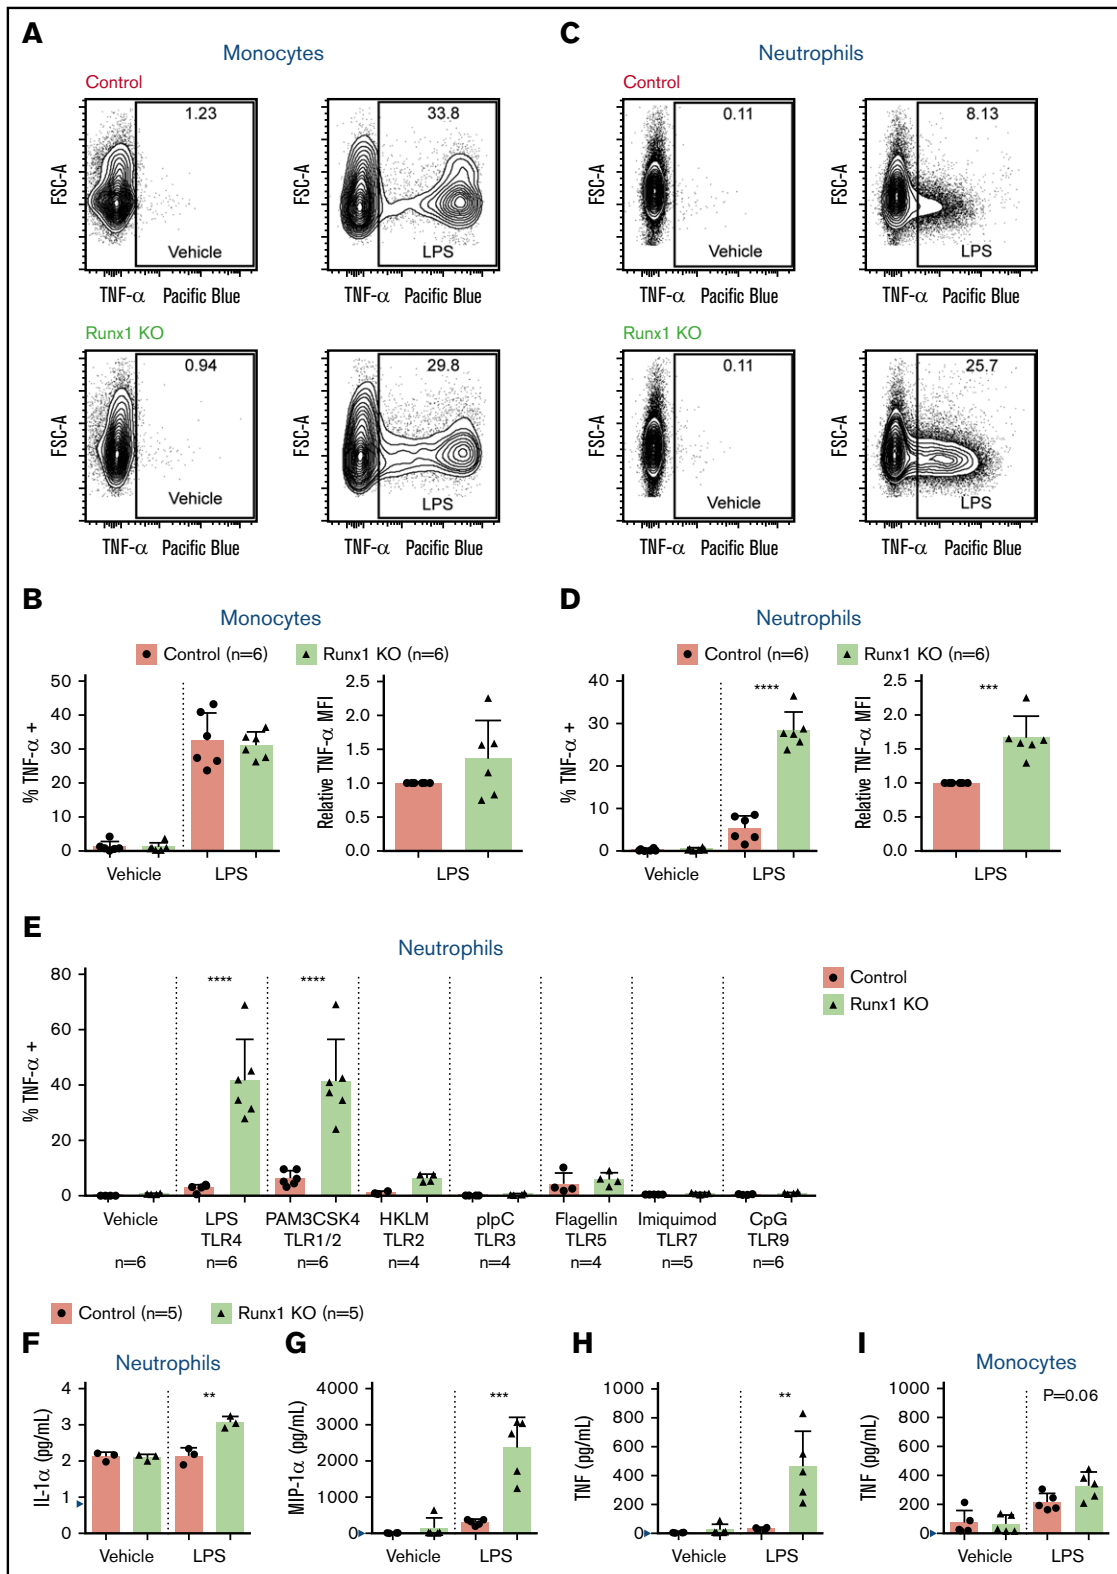 A
Monocytes
Control
1.23
Vehicle
FSC-A
TNF-α Pacific Blue
33.8
LPS
FSC-A
TNF-α Pacific Blue
Runx1 KO
0.94
Vehicle
FSC-A
TNF-α Pacific Blue
29.8
LPS
FSC-A
TNF-α Pacific Blue
C
Neutrophils
Control
0.11
Vehicle
FSC-A
TNF-α Pacific Blue
8.13
LPS
FSC-A
TNF-α Pacific Blue
Runx1 KO
0.11
Vehicle
FSC-A
TNF-α Pacific Blue
25.7
LPS
FSC-A
TNF-α Pacific Blue
B
Monocytes
Control (n=6) Runx1 KO (n=6)
% TNF-α +
50
40
30
20
10
0
Vehicle LPS
Relative TNF-α MFI
2.5
2.0
1.5
1.0
0.5
0.0
LPS
D
Neutrophils
Control (n=6) Runx1 KO (n=6)
% TNF-α +
40
30
20
10
0
****
Vehicle LPS
Relative TNF-α MFI
2.5
2.0
1.5
1.0
0.5
0.0
***
LPS
E
Neutrophils
Control
Runx1 KO
% TNF-α +
80
60
40
20
0
**** ****
Vehicle LPS PAM3CSK4 HKLM pIpC Flagellin Imiquimod CpG
TLR4 TLR1/2 TLR2 TLR3 TLR5 TLR7 TLR9
n=6 n=6 n=6 n=4 n=4 n=4 n=5 n=6
Control (n=5) Runx1 KO (n=5)
F
Neutrophils
IL-1α (pg/mL)
4
3
2
1
0
**
Vehicle LPS
G
MIP-1α (pg/mL)
4000
3000
2000
1000
0
***
Vehicle LPS
H
TNF (pg/mL)
1000
800
600
400
200
0
**
Vehicle LPS
I
Monocytes
TNF (pg/mL)
1000
800
600
400
200
0
P=0.06
Vehicle LPS